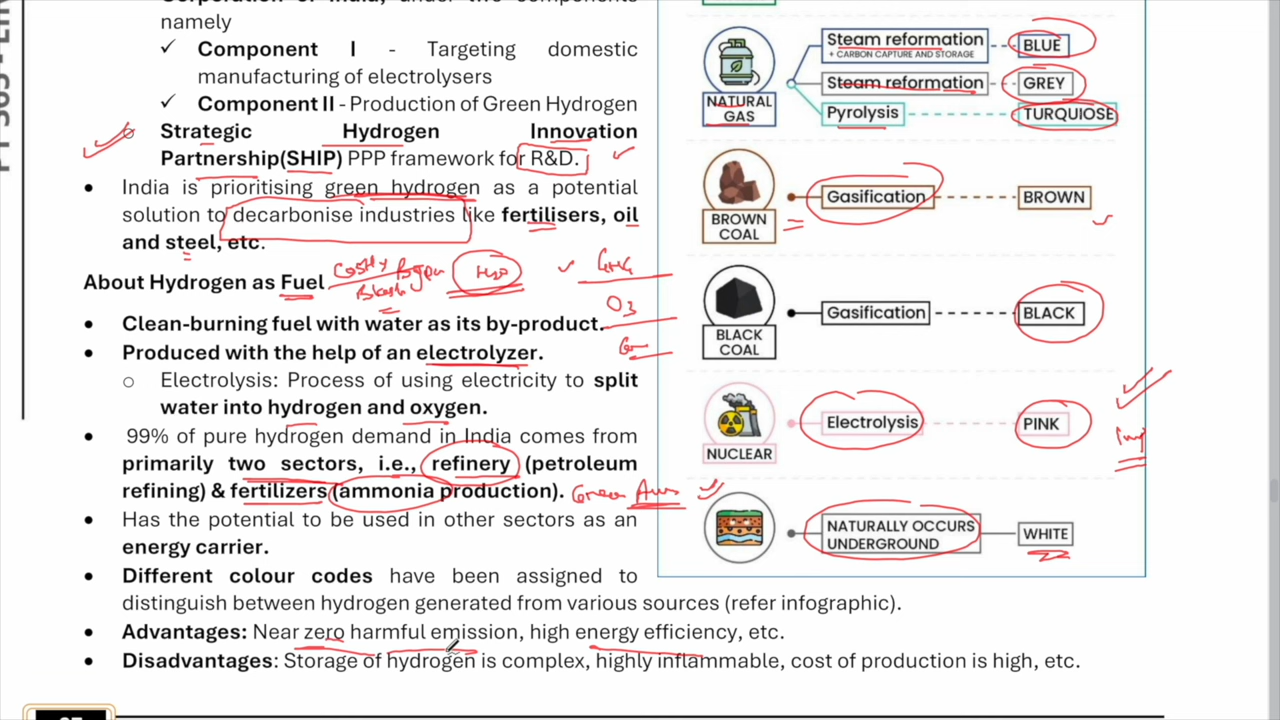 namely
✓ Component I - Targeting domestic
manufacturing of electrolysers
✓ Component II - Production of Green Hydrogen
Strategic Hydrogen Innovation
Partnership(SHIP) PPP framework for R&D.
• India is prioritising green hydrogen as a potential
solution to decarbonise industries like fertilisers, oil
and steel, etc.
About Hydrogen as Fuel
H2O
GHG
O3
• Clean-burning fuel with water as its by-product.
• Produced with the help of an electrolyzer.
o Electrolysis: Process of using electricity to split
water into hydrogen and oxygen.
• 99% of pure hydrogen demand in India comes from
primarily two sectors, i.e., refinery (petroleum
refining) & fertilizers (ammonia production). Green
• Has the potential to be used in other sectors as an
energy carrier.
• Different colour codes have been assigned to
distinguish between hydrogen generated from various sources (refer infographic).
• Advantages: Near zero harmful emission, high energy efficiency, etc.
• Disadvantages: Storage of hydrogen is complex, highly inflammable, cost of production is high, etc.
NATURAL
GAS
Steam reformation
+ CARBON CAPTURE AND STORAGE
BLUE
Steam reformation
GREY
Pyrolysis
TURQUIOSE
BROWN
COAL
Gasification
BROWN
BLACK
COAL
Gasification
BLACK
NUCLEAR
Electrolysis
PINK
Imp
NATURALLY OCCURS
UNDERGROUND
WHITE